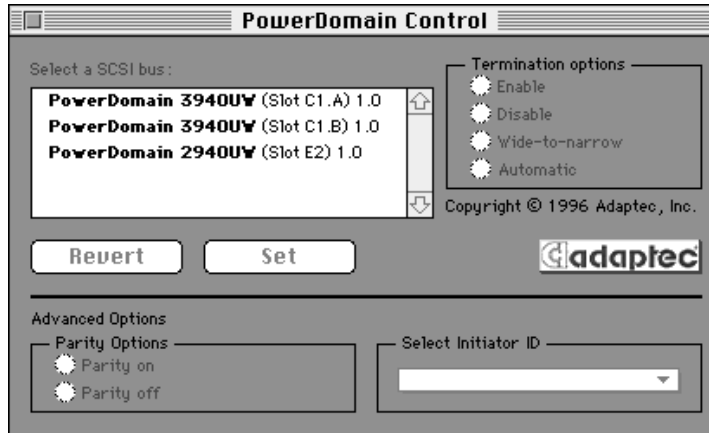 PowerDomain Control
Select a SCSI bus:
PowerDomain 3940UW (Slot C1.A) 1.0
PowerDomain 3940UW (Slot C1.B) 1.0
PowerDomain 2940UW (Slot E2) 1.0
Termination options
Enable
Disable
Wide-to-narrow
Automatic
Copyright © 1996 Adaptec, Inc.
Revert
Set
adaptec
Advanced Options
Parity Options
Parity on
Parity off
Select Initiator ID